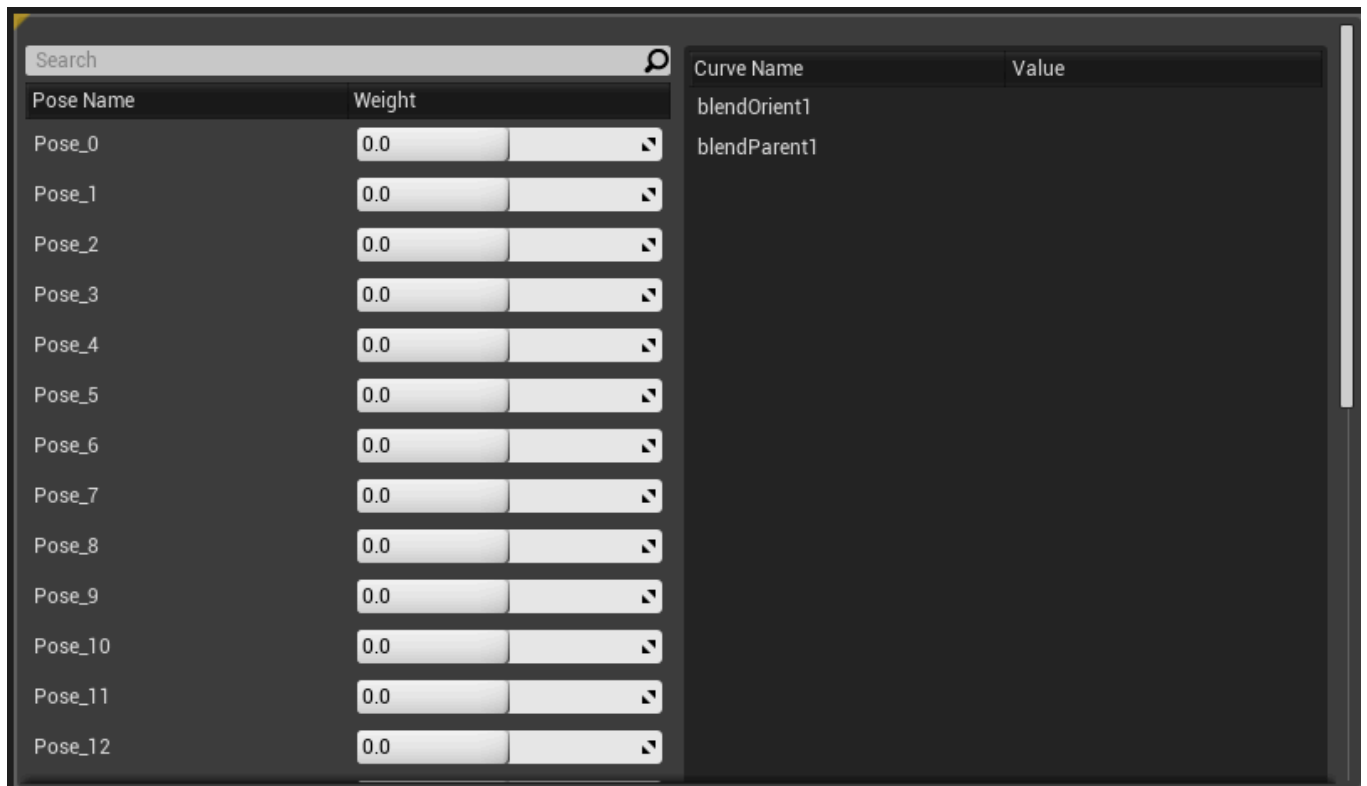 Search
Pose Name Weight
Pose_0 0.0
Pose_1 0.0
Pose_2 0.0
Pose_3 0.0
Pose_4 0.0
Pose_5 0.0
Pose_6 0.0
Pose_7 0.0
Pose_8 0.0
Pose_9 0.0
Pose_10 0.0
Pose_11 0.0
Pose_12 0.0
Curve Name Value
blendOrient1
blendParent1